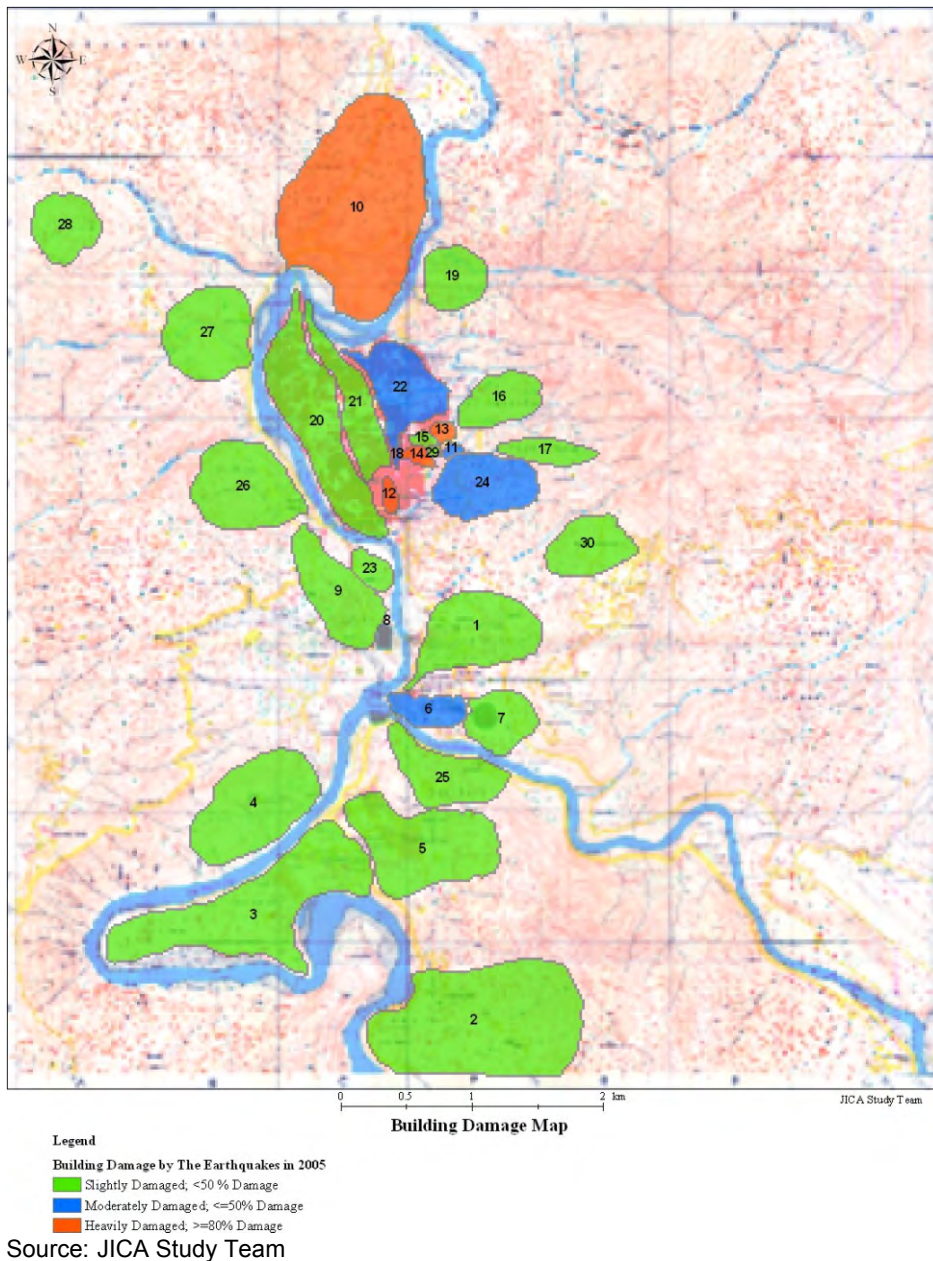 N
W E
S
10
28
19
27
22
16
21
20
13
15
11
17
18 14 29
24
26
12
30
23
9
1
8
6
7
25
4
5
3
2
0 0.5 1 2 km
JICA Study Team
Building Damage Map
Legend
Building Damage by The Earthquakes in 2005
Slightly Damaged; <50 % Damage
Moderately Damaged; <=50% Damage
Heavily Damaged; >=80% Damage
Source: JICA Study Team